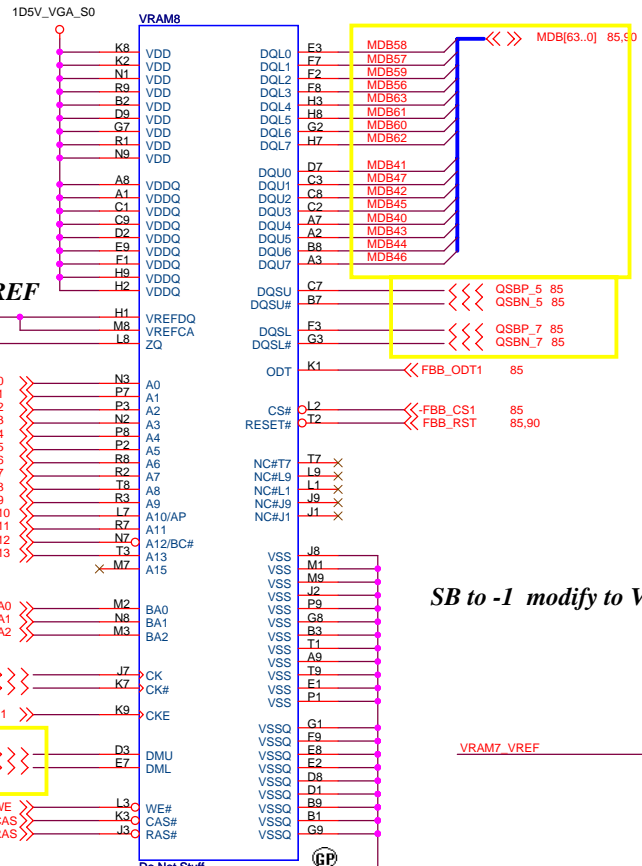 1D5V_VGA_S0
VRAM8
K8 VDD DQL0 E3 MDB58 MDB[63..0] 85,90
K2 VDD DQL1 F7 MDB57
N1 VDD DQL2 F2 MDB59
R9 VDD DQL3 F8 MDB56
B2 VDD DQL4 H3 MDB63
D9 VDD DQL5 H8 MDB61
G7 VDD DQL6 G2 MDB60
R1 VDD DQL7 H7 MDB62
N9 VDD
DQU0 D7 MDB41
A8 VDDQ DQU1 C3 MDB47
A1 VDDQ DQU2 C8 MDB42
C1 VDDQ DQU3 C2 MDB45
C9 VDDQ DQU4 A7 MDB40
D2 VDDQ DQU5 A2 MDB43
E9 VDDQ DQU6 B8 MDB44
F1 VDDQ DQU7 A3 MDB46
H9 VDDQ
H2 VDDQ DQSU C7 QSBP_5 85
DQSU# B7 QSBN_5 85
REF
H1 VREFDQ
M8 VREFCA DQSL F3 QSBP_7 85
L8 ZQ DQSL# G3 QSBN_7 85
ODT K1 FBB_ODT1 85
N3 A0
P7 A1
P3 A2 CS# L2 -FBB_CS1 85
N2 A3 RESET# T2 FBB_RST 85,90
P8 A4
P2 A5
R8 A6 NC#T7 T7
R2 A7 NC#L9 L9
T8 A8 NC#L1 L1
R3 A9 NC#J9 J9
L7 A10/AP NC#J1 J1
R7 A11
N7 A12/BC#
T3 A13 VSS J8
M7 A15 VSS M1
VSS M9
VSS J2
A0 M2 BA0 VSS P9
A1 N8 BA1 VSS G8
A2 M3 BA2 VSS B3
SB to -1 modify to V
VSS T1
VSS A9
J7 CK VSS T9
K7 CK# VSS E1
VSS P1
1 K9 CKE
VSSQ G1
VSSQ F9
D3 DMU VSSQ E8 VRAM7_VREF
E7 DML VSSQ E2
VSSQ D8
VSSQ D1
WE L3 WE# VSSQ B9
CAS K3 CAS# VSSQ B1
RAS J3 RAS# VSSQ G9
Do Not Stuff
GP